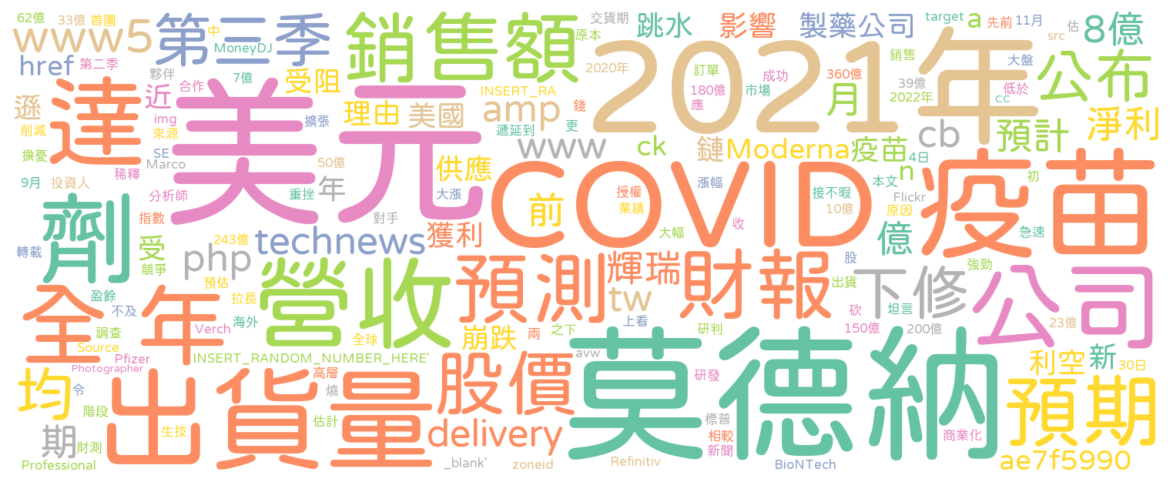 62億 33億 首圖 中
www5 第三季 銷售額
交貨期 跳水 影響 製藥公司 target a 先前 11月 src 估
8億
MoneyDJ
原本
href 第二季 夥伴 7億 受阻
2020年 2021年 訂單 成功 360億 大盤
180億 市場 39億 銷售 低於
公布
遜 達 近 合作 擴張 理由 美國 amp INSERT_RA 錢 應 月 2022年 cc 淨利
img
削減 來源 美元 遞延到 更 cb 預計
擔憂 SE 50億 供應 www ck 鏈 Moderna 疫苗 n 4日
稀釋 Marco
9月 投資人 分析師 重挫 年 大漲 COVID 前 授權 業績 漲幅 接不暇 10億 本文 Flickr 原因 初 疫苗
劑 指數 對手 獲利 大幅 收 億 急速
轉載 受 競爭 243億 technews 股 強勁
php 預測 輝瑞 財報 出貨 下修 公司
盈餘 預估 拉長 營收 tw 砍 坦言
全年 不及 海外 崩跌 兩 之下 上看 研判 150億 200億 23億
調查 Verch 全球
Source Pfizer INSERT_RANDOM_NUMBER_HERE' avw 利空 新 30日
Photographer
均 令 出貨量 高層 燒 股價 莫德納 研發 預期
階段 估計 標普
期 財測 生技 delivery 相較 新聞 商業化
Professional _blank' zoneid Refinitiv BioNTech ae7f5990